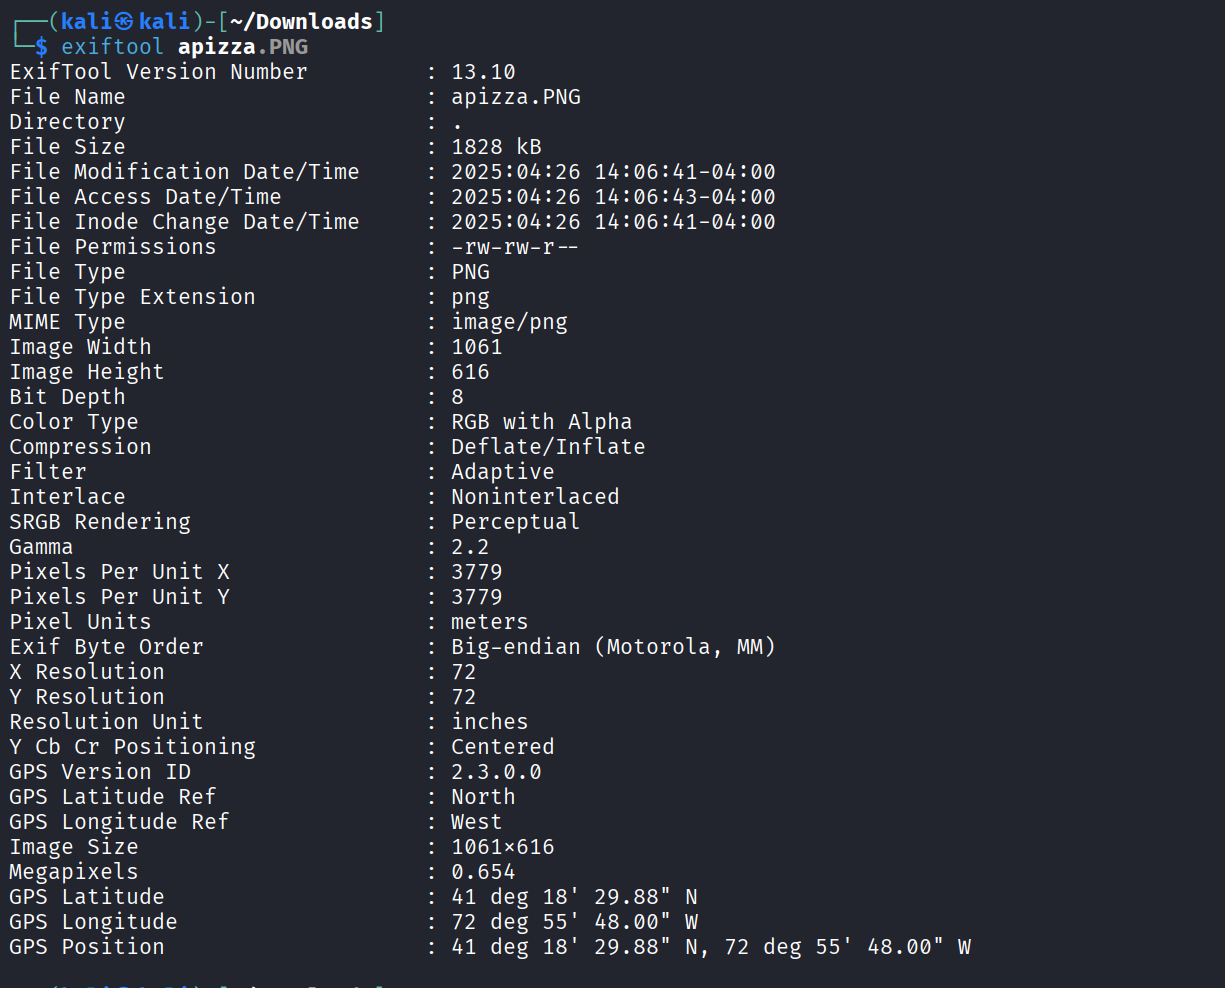 ┌──(kali㉿kali)-[~/Downloads]
└─$ exiftool apizza.PNG
ExifTool Version Number         : 13.10
File Name                       : apizza.PNG
Directory                       : .
File Size                       : 1828 kB
File Modification Date/Time     : 2025:04:26 14:06:41-04:00
File Access Date/Time           : 2025:04:26 14:06:43-04:00
File Inode Change Date/Time     : 2025:04:26 14:06:41-04:00
File Permissions                : -rw-rw-r--
File Type                       : PNG
File Type Extension             : png
MIME Type                       : image/png
Image Width                     : 1061
Image Height                    : 616
Bit Depth                       : 8
Color Type                      : RGB with Alpha
Compression                     : Deflate/Inflate
Filter                          : Adaptive
Interlace                       : Noninterlaced
SRGB Rendering                  : Perceptual
Gamma                           : 2.2
Pixels Per Unit X               : 3779
Pixels Per Unit Y               : 3779
Pixel Units                     : meters
Exif Byte Order                 : Big-endian (Motorola, MM)
X Resolution                    : 72
Y Resolution                    : 72
Resolution Unit                 : inches
Y Cb Cr Positioning             : Centered
GPS Version ID                  : 2.3.0.0
GPS Latitude Ref                : North
GPS Longitude Ref               : West
Image Size                      : 1061×616
Megapixels                      : 0.654
GPS Latitude                    : 41 deg 18' 29.88" N
GPS Longitude                   : 72 deg 55' 48.00" W
GPS Position                    : 41 deg 18' 29.88" N, 72 deg 55' 48.00" W